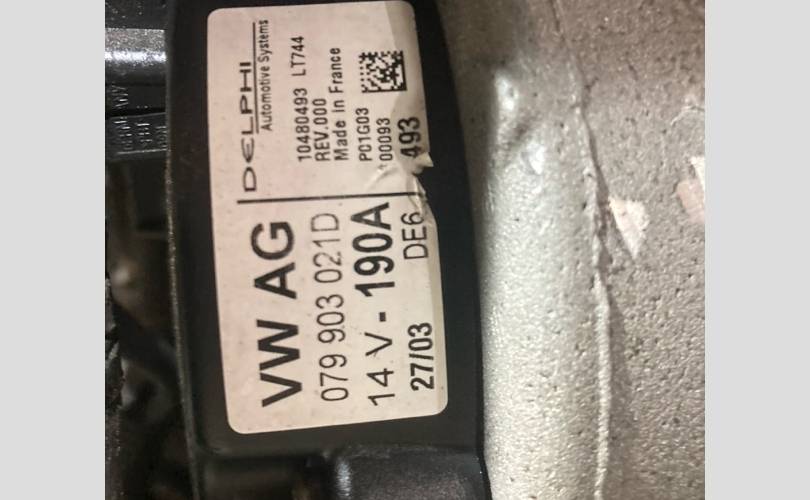 DELPHI
Automotive Systems
10480493 LT744
REV.000
Made in France
P01G03
00093
493
VW AG
079 903 021D
14 V - 190A
DE6
27/03